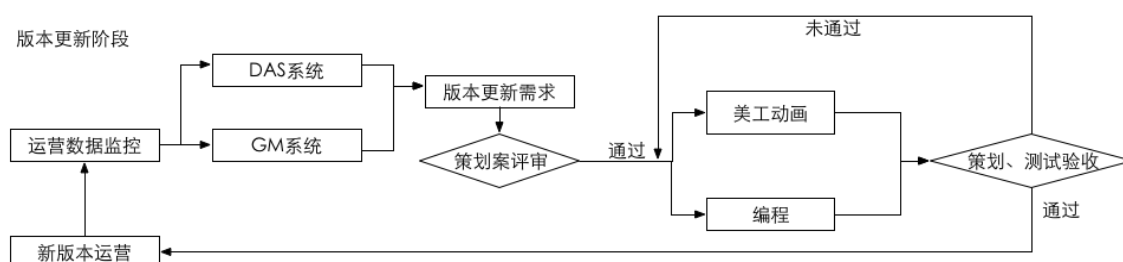 未通过
版本更新阶段
DAS系统
版本更新需求
美工动画
运营数据监控
GM系统
策划案评审
通过
策划、测试验收
编程
通过
新版本运营